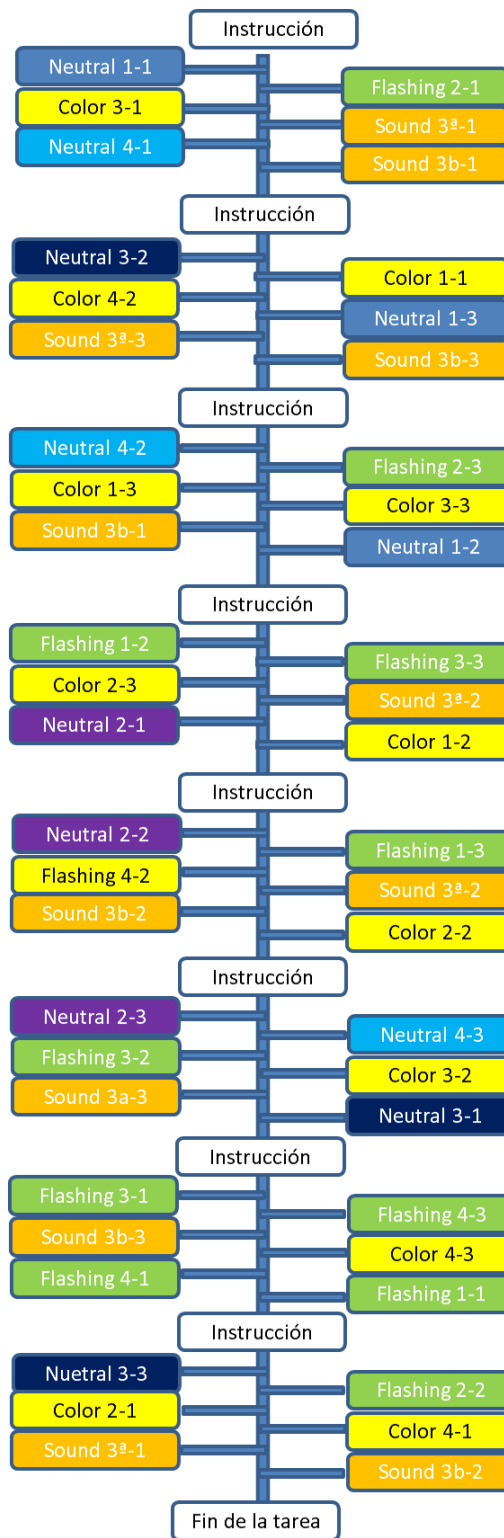 Instrucción
Neutral 1-1
Flashing 2-1
Color 3-1
Sound 3ª-1
Neutral 4-1
Sound 3b-1
Instrucción
Neutral 3-2
Color 1-1
Color 4-2
Neutral 1-3
Sound 3ª-3
Sound 3b-3
Instrucción
Neutral 4-2
Flashing 2-3
Color 1-3
Color 3-3
Sound 3b-1
Neutral 1-2
Instrucción
Flashing 1-2
Flashing 3-3
Color 2-3
Sound 3ª-2
Neutral 2-1
Color 1-2
Instrucción
Neutral 2-2
Flashing 1-3
Flashing 4-2
Sound 3ª-2
Sound 3b-2
Color 2-2
Instrucción
Neutral 2-3
Neutral 4-3
Flashing 3-2
Color 3-2
Sound 3a-3
Neutral 3-1
Instrucción
Flashing 3-1
Flashing 4-3
Sound 3b-3
Color 4-3
Flashing 4-1
Flashing 1-1
Instrucción
Nuetral 3-3
Flashing 2-2
Color 2-1
Color 4-1
Sound 3ª-1
Sound 3b-2
Fin de la tarea